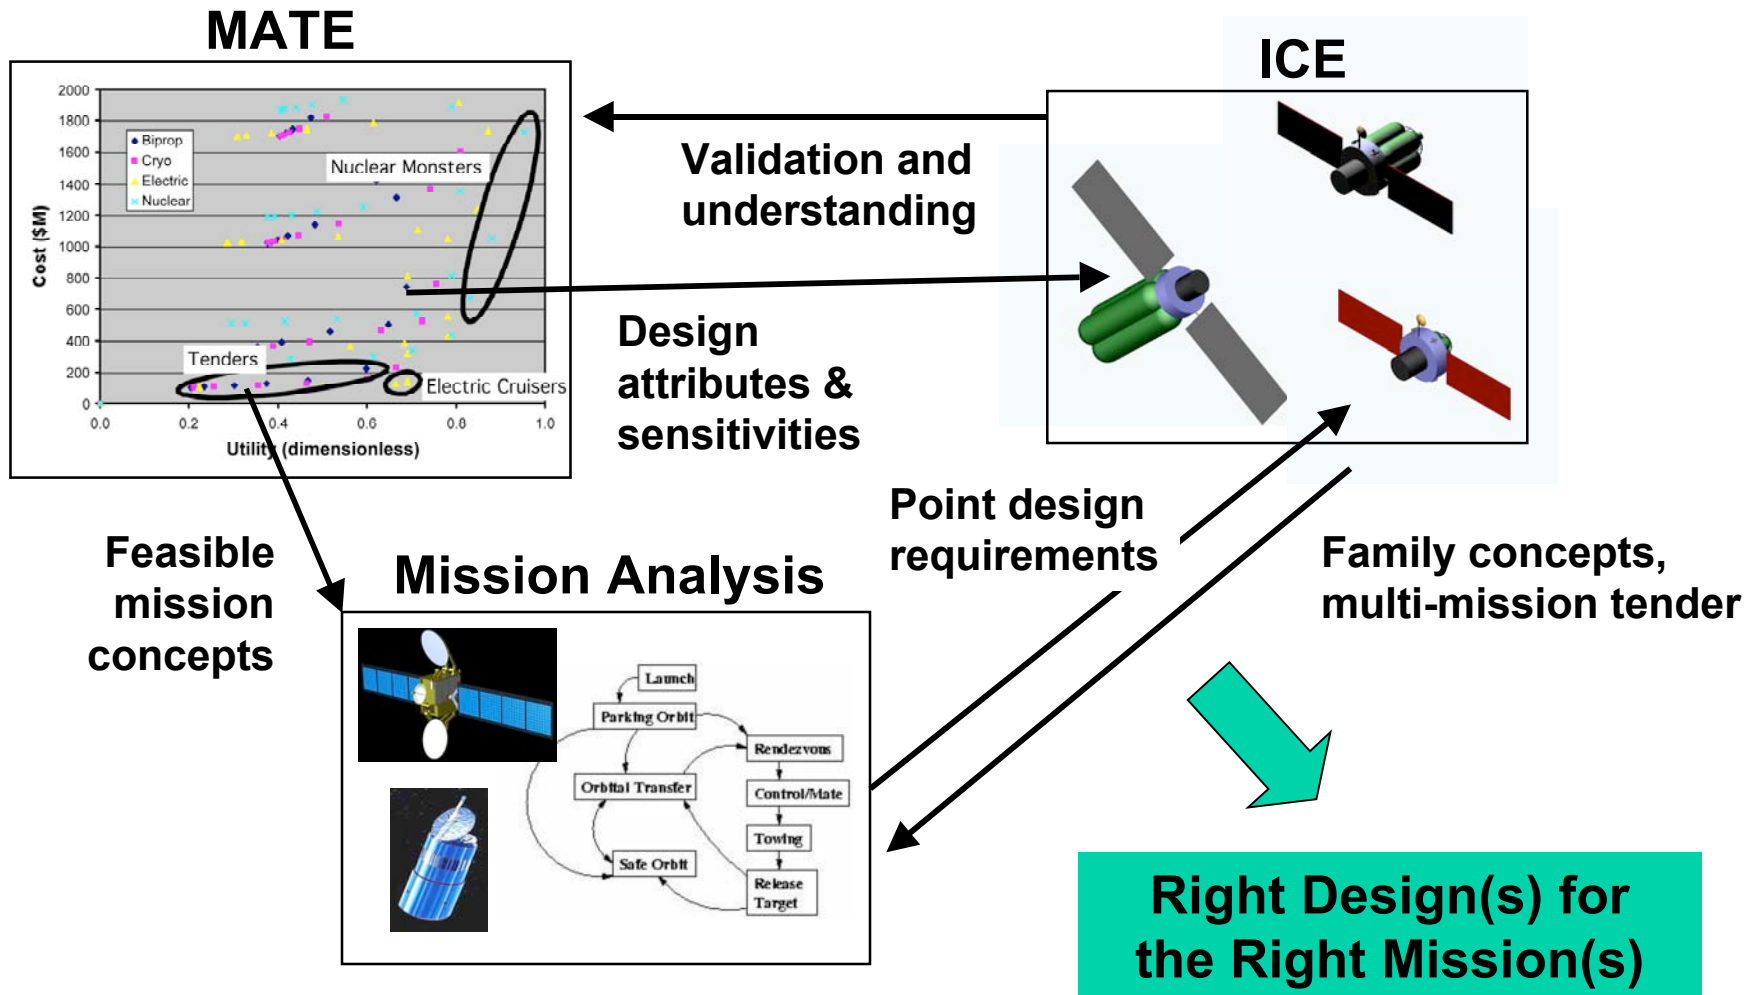 MATE
ICE
2000
1800
1600
1400
1200
1000
800
600
400
200
0
Cost ($M)
Biprop
Cryo
Electric
Nuclear
Nuclear Monsters
Tenders
Electric Cruisers
0.0
0.2
0.4
0.6
0.8
1.0
Utility (dimensionless)
Validation and
understanding
Design
attributes &
sensitivities
Feasible
mission
concepts
Point design
requirements
Family concepts,
multi-mission tender
Mission Analysis
Launch
Parking Orbit
Rendezvous
Orbital Transfer
Control/Mate
Towing
Safe Orbit
Release
Target
Right Design(s) for
the Right Mission(s)